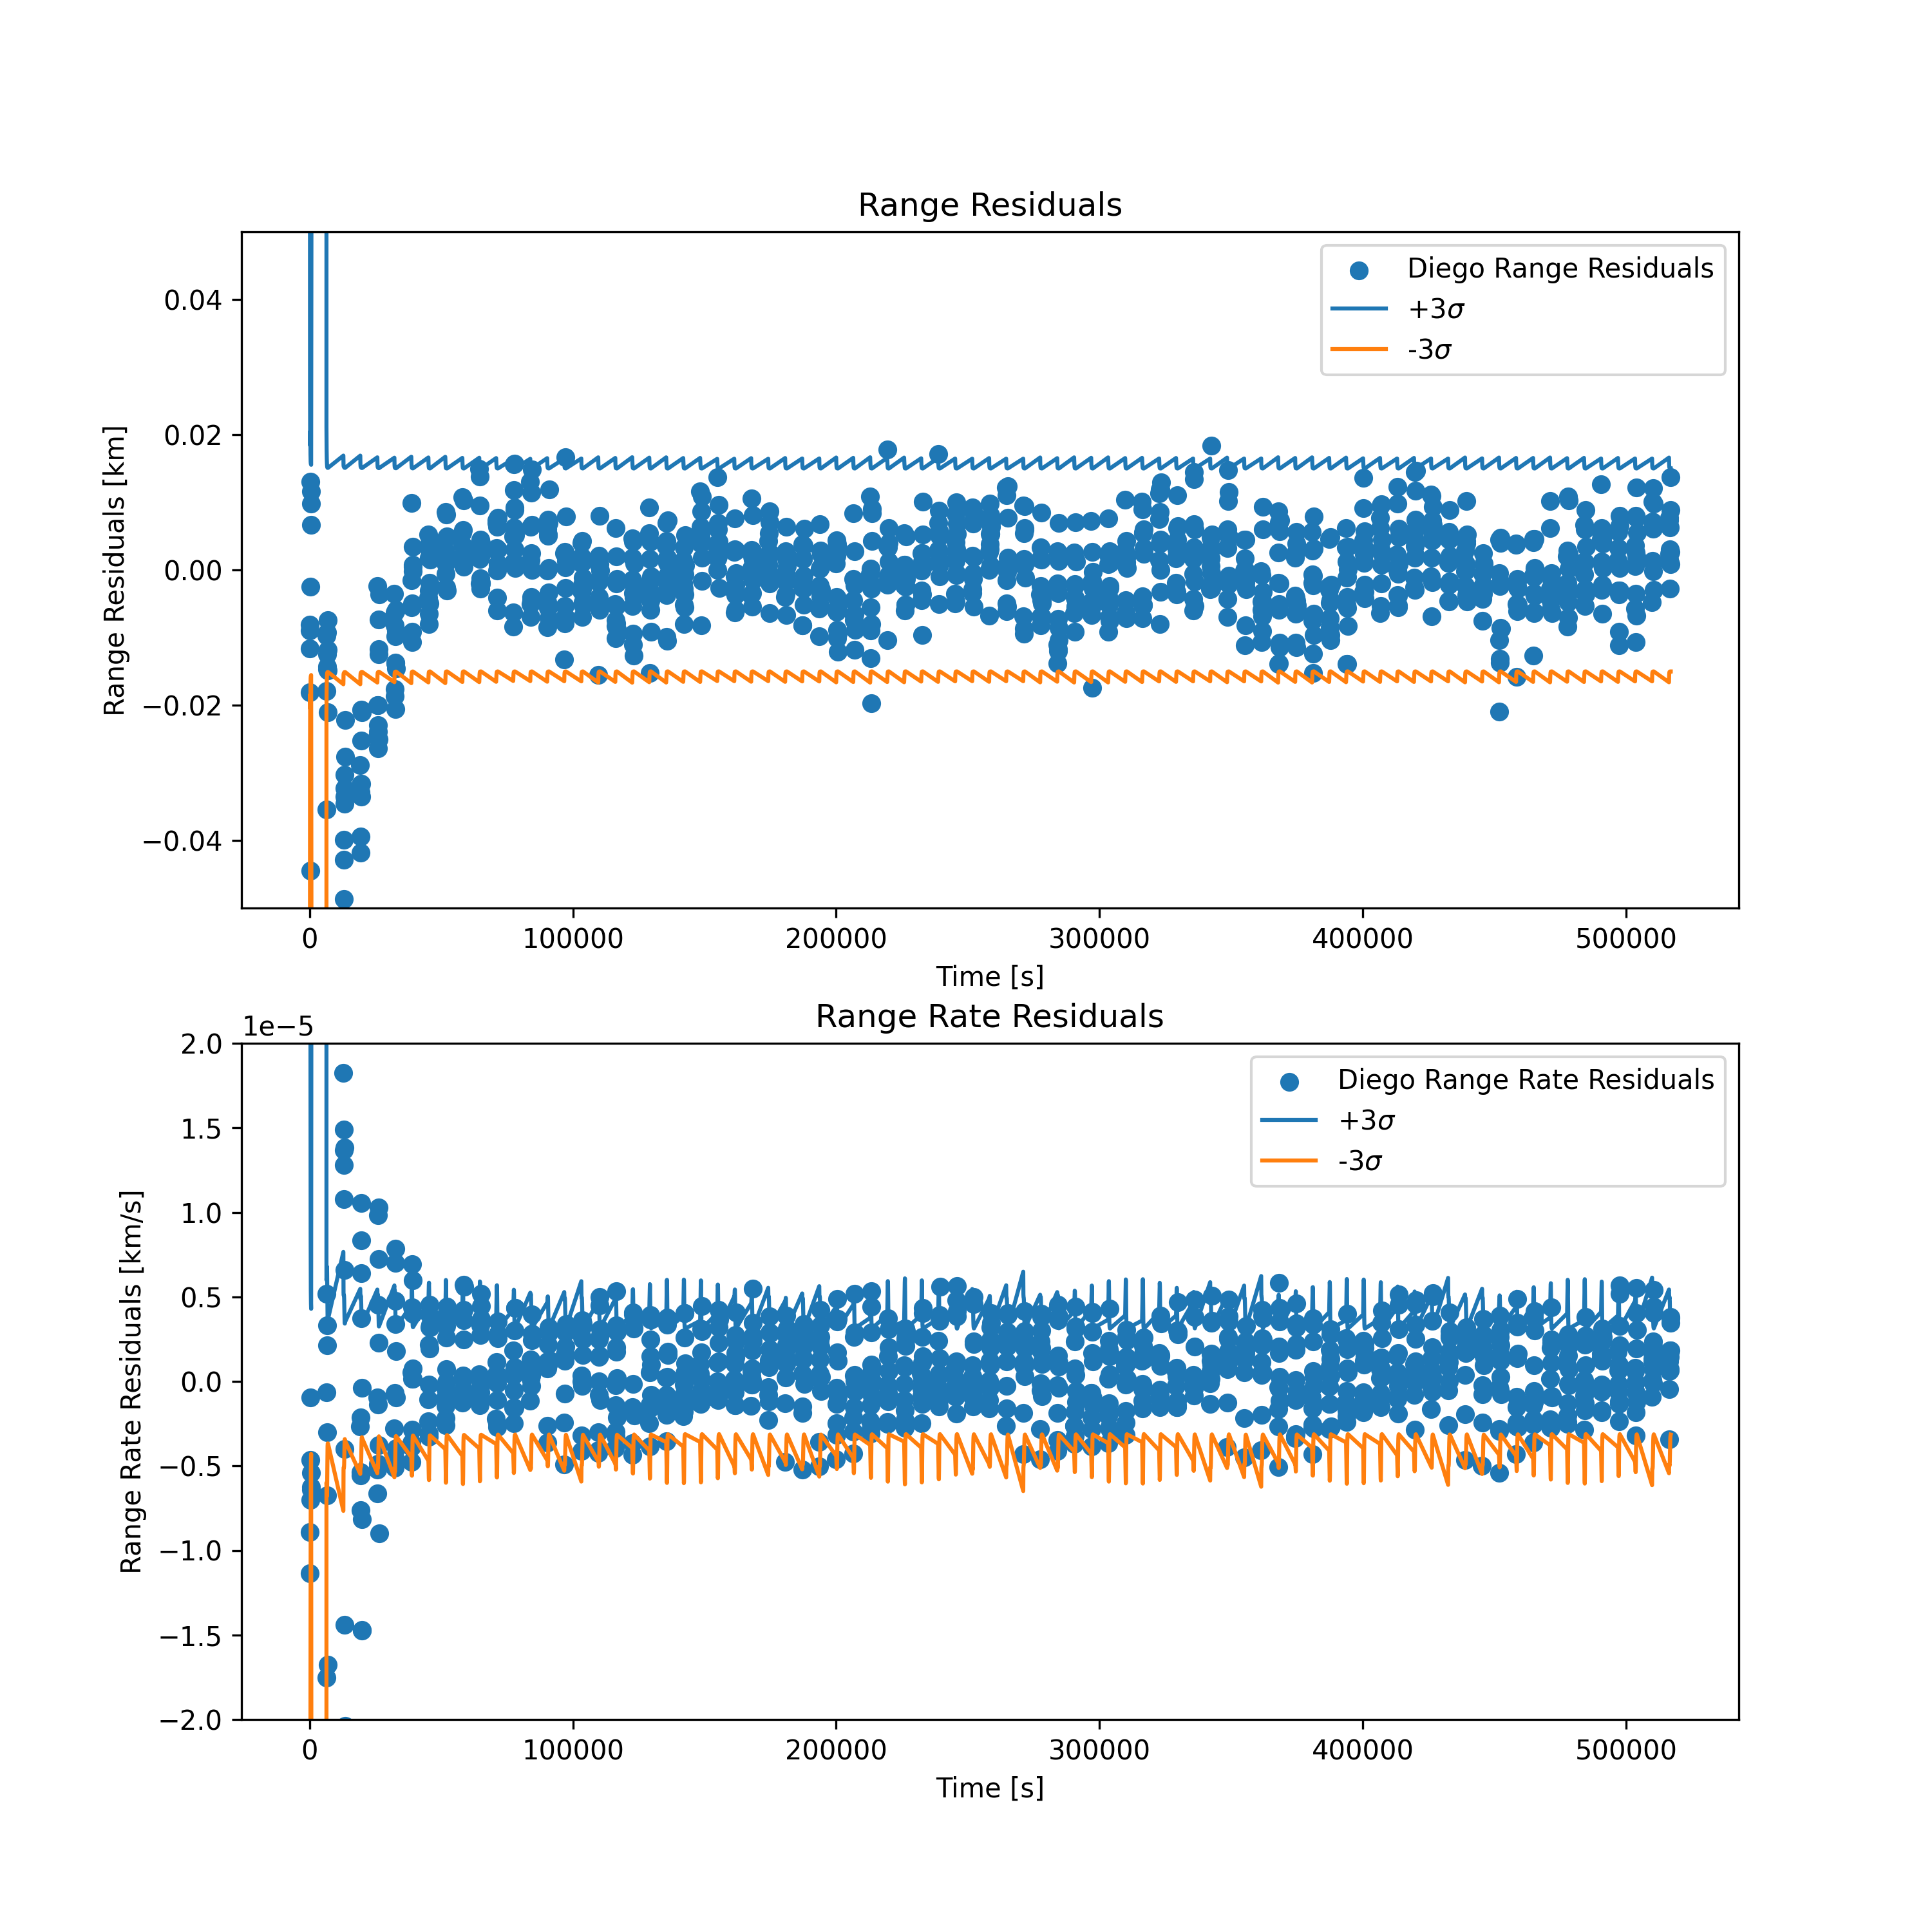 Range Residuals
Range Residuals [km]
0.04
0.02
0.00
−0.02
−0.04
Diego Range Residuals
+3σ
-3σ
0 100000 200000 300000 400000 500000
Time [s]
Range Rate Residuals
1e−5
Range Rate Residuals [km/s]
2.0
1.5
1.0
0.5
0.0
−0.5
−1.0
−1.5
−2.0
Diego Range Rate Residuals
+3σ
-3σ
0 100000 200000 300000 400000 500000
Time [s]